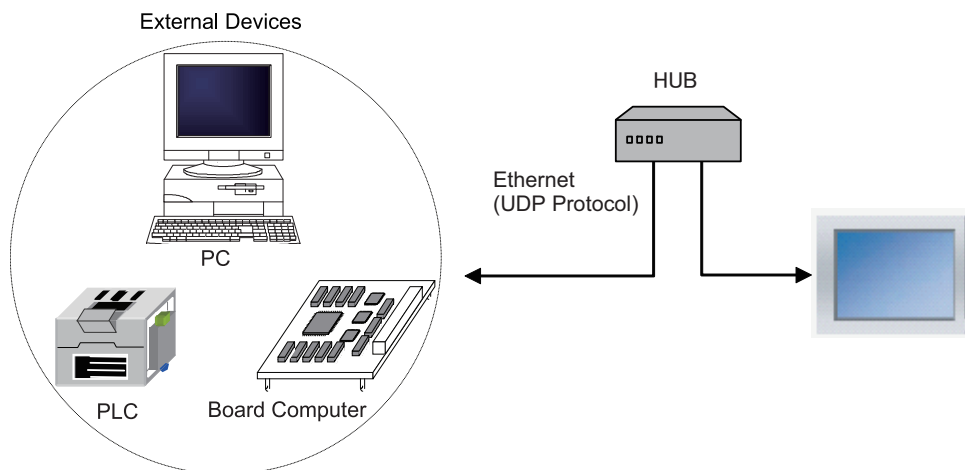 External Devices
HUB
Ethernet
(UDP Protocol)
PC
PLC
Board Computer